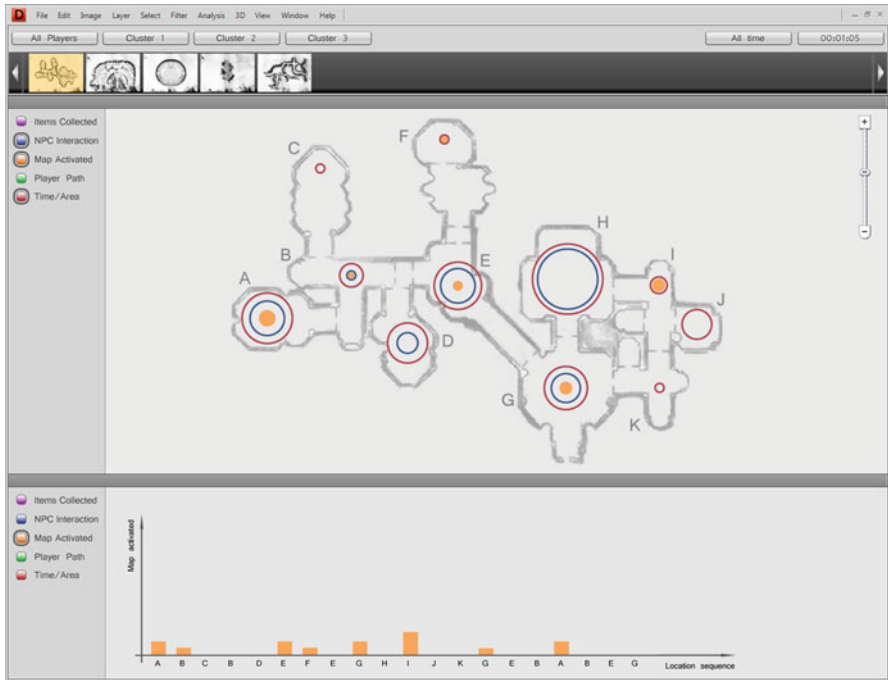 D File Edit Image Layer Select Filter Analysis 3D View Window Help
All Players Cluster 1 Cluster 2 Cluster 3 All time 00:01:05
Items Collected
NPC Interaction
Map Activated
Player Path
Time/Area
C
F
H
B
E
I
A
J
D
G
K
Items Collected
NPC Interaction
Map Activated
Player Path
Time/Area
Map activated
A B C B D E F E G H I J K G E B A B E G Location sequence